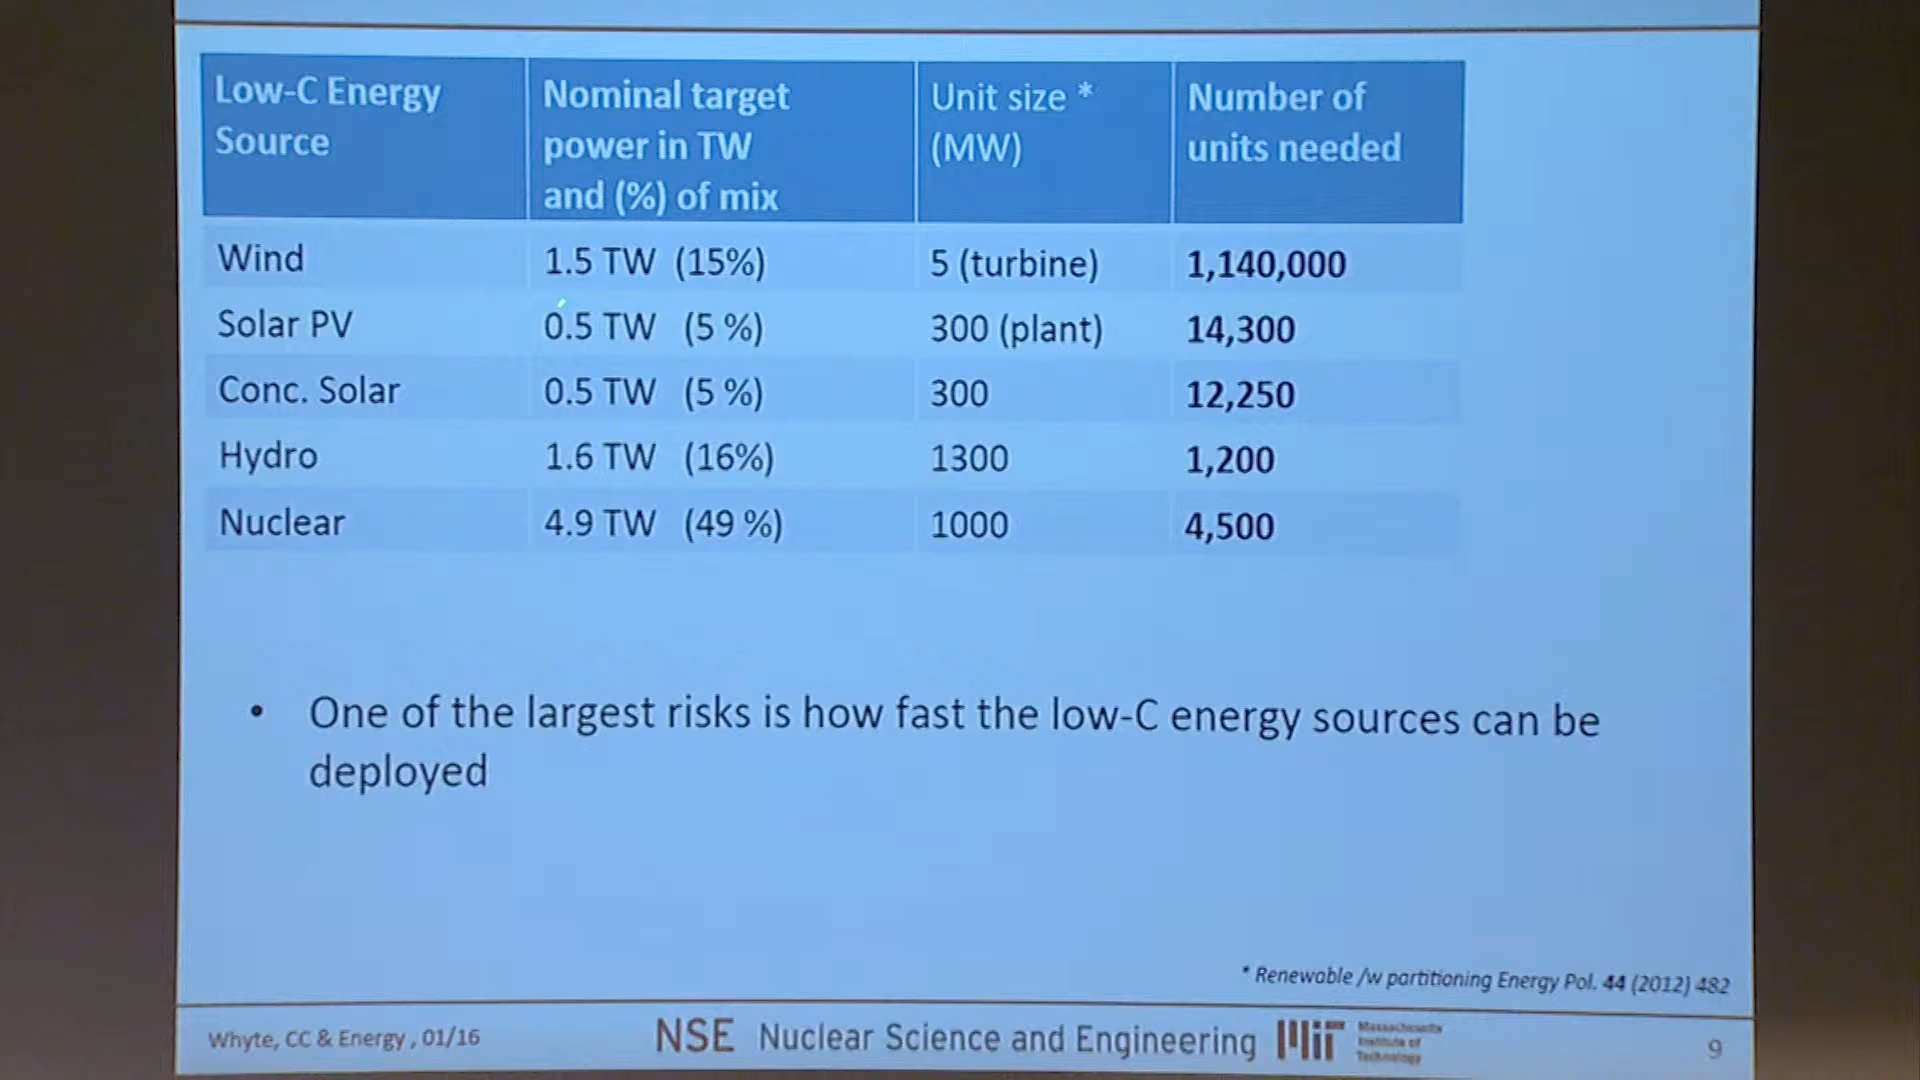 Low-C Energy Source
Nominal target power in TW and (%) of mix
Unit size * (MW)
Number of units needed
Wind 1.5 TW (15%) 5 (turbine) 1,140,000
Solar PV 0.5 TW (5 %) 300 (plant) 14,300
Conc. Solar 0.5 TW (5 %) 300 12,250
Hydro 1.6 TW (16%) 1300 1,200
Nuclear 4.9 TW (49 %) 1000 4,500
• One of the largest risks is how fast the low-C energy sources can be
deployed
* Renewable /w partitioning Energy Pol. 44 (2012) 482
Whyte, CC & Energy , 01/16
NSE Nuclear Science and Engineering
MIT
Massachusetts
Institute of
Technology
9